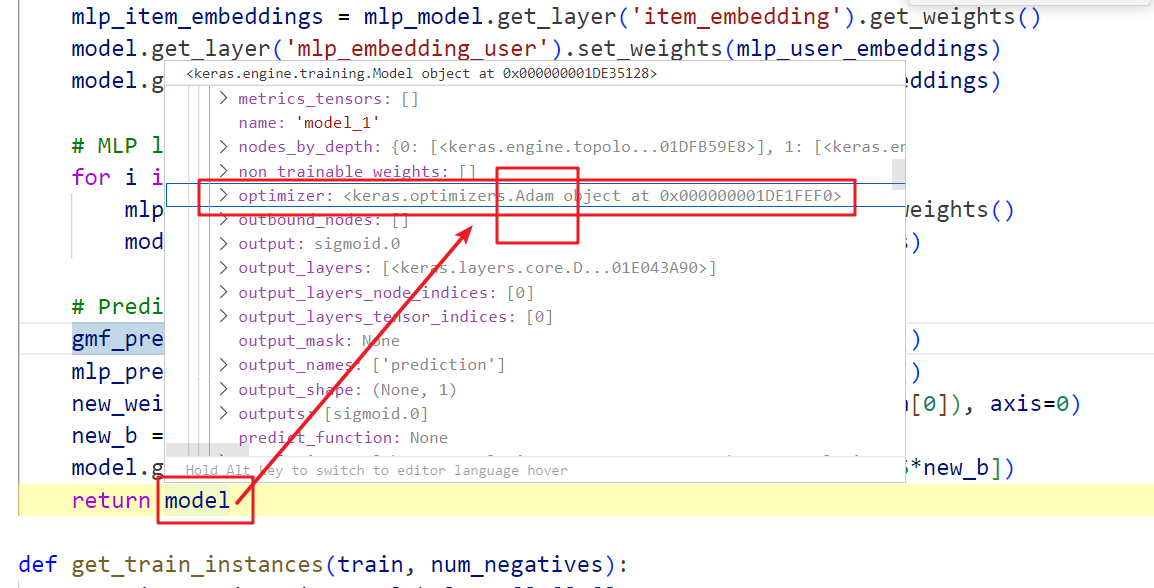 mlp_item_embeddings = mlp_model.get_layer('item_embedding').get_weights()
model.get_layer('mlp_embedding_user').set_weights(mlp_user_embeddings)
model.g
eddings)
<keras.engine.training.Model object at 0x000000001DE35128>
> metrics_tensors: []
name: 'model_1'
# MLP l
> nodes_by_depth: {0: [<keras.engine.topolo...01DFB59E8>], 1: [<keras.en
for i i
> non_trainable_weights: []
> optimizer: <keras.optimizers.Adam object at 0x000000001DE1FEF0>
mlp
weights()
> outbound_nodes: []
mod
> output: sigmoid.0
)
> output_layers: [<keras.layers.core.D...01E043A90>]
> output_layers_node_indices: [0]
# Predi
> output_layers_tensor_indices: [0]
gmf_pre
output_mask: None
)
mlp_pre
> output_names: ['prediction']
)
> output_shape: (None, 1)
new_wei
[0]), axis=0)
> outputs: [sigmoid.0]
new_b =
predict_function: None
model.g
Hold Alt key to switch to editor language hover
*new_b])
return model
def get_train_instances(train, num_negatives):